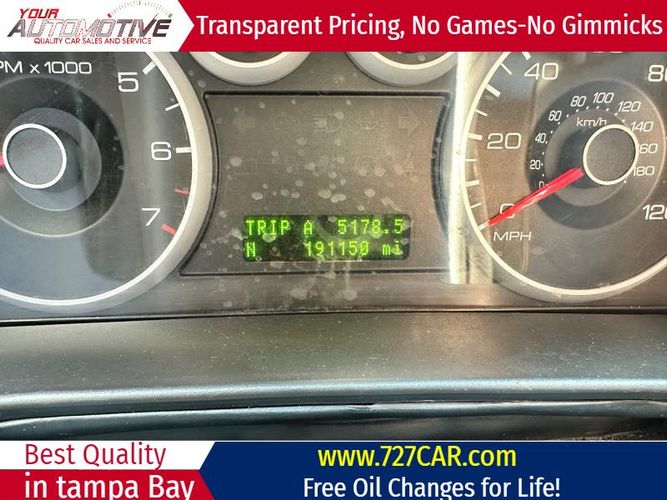 YOUR
AUTOMOTIVE
QUALITY CAR SALES AND SERVICE
Transparent Pricing, No Games-No Gimmicks
PM x 1000
5
6
7
TRIP A 5178.5
N 191150 mi
0
20
40
80
120
MPH
0
20
40
60
80
100
120
140
160
180
km/h
Best Quality
in tampa Bay
www.727CAR.com
Free Oil Changes for Life!